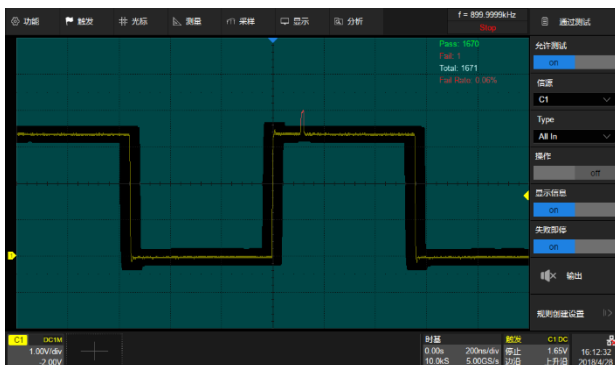 功能 触发 光标 测量 采样 显示 分析
f = 899.9999kHz
Stop
通过测试
Pass: 1670
Fail: 1
Total: 1671
Fail Ratio: 0.06%
允许测试
on
信源
C1
Type
All In
操作
off
显示信息
on
失败即停
on
输出
规则创建设置
C1 DC1M
1.00V/div
-2.00V
时基
0.00s 200ns/div
10.0kS 5.00GS/s
触发 C1 DC
停止 1.65V
边沿 上升沿
16:12:32
2018/4/28